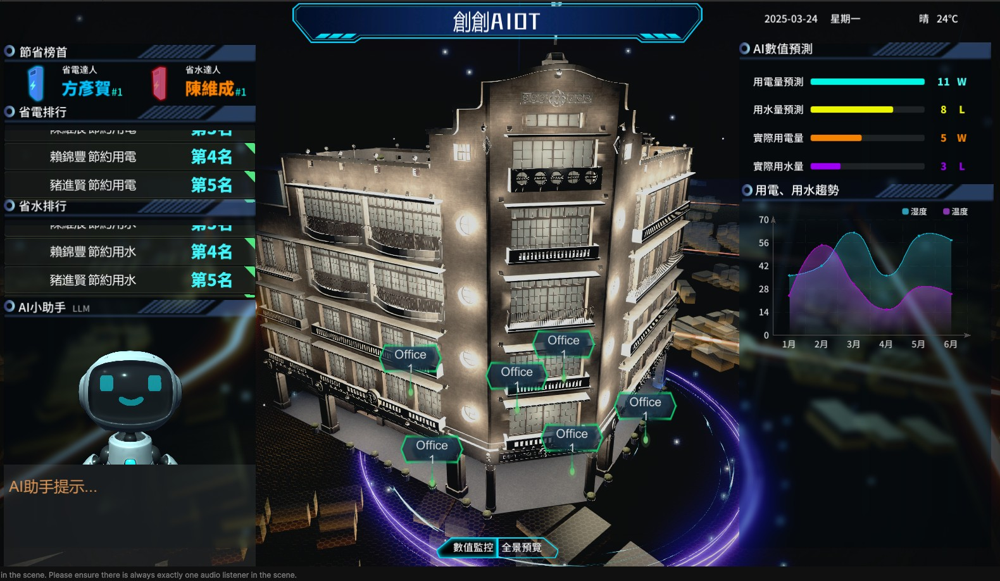 創創AIOT
2025-03-24 星期一 晴 24℃
節省榜首
省電達人
方彥賀#1
省水達人
陳維成#1
省電排行
賴錦豐 節約用電 第4名
豬進賢 節約用電 第5名
省水排行
賴錦豐 節約用水 第4名
豬進賢 節約用水 第5名
AI小助手 LLM
AI助手提示...
Office
1
Office
1
Office
1
Office
1
Office
1
Office
1
數值監控 全景預覽
AI數值預測
用電量預測 11 W
用水量預測 8 L
實際用電量 5 W
實際用水量 3 L
用電、用水趨勢
湿度 温度
70
56
42
28
14
0
1月 2月 3月 4月 5月 6月
in the scene. Please ensure there is always exactly one audio listener in the scene.